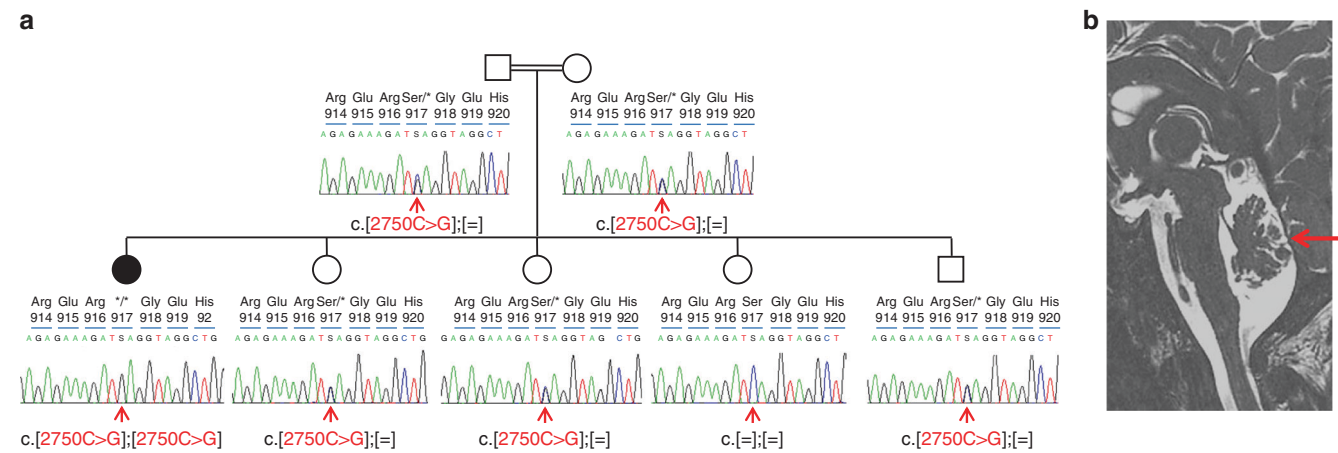 a
b
Arg Glu Arg Ser/* Gly Glu His
914 915 916 917 918 919 920
AGAGAAAGATSAGGTAGGCT
c.[2750C>G];[=]
Arg Glu Arg Ser/* Gly Glu His
914 915 916 917 918 919 920
AGAGAAAGATSAGGTAGGCT
c.[2750C>G];[=]
Arg Glu Arg */* Gly Glu His
914 915 916 917 918 919 92
AGAGAAAGATSAGGTAGGCTG
c.[2750C>G];[2750C>G]
Arg Glu Arg Ser/* Gly Glu His
914 915 916 917 918 919 920
AGAGAAAGATSAGGTAGGCTG
c.[2750C>G];[=]
Arg Glu Arg Ser/* Gly Glu His
914 915 916 917 918 919 920
GAGAGAAAGATSAGGTAG CTG
c.[2750C>G];[=]
Arg Glu Arg Ser Gly Glu His
914 915 916 917 918 919 920
AGAGAAAGATSAGGTAGGCT
c.[=];[=]
Arg Glu Arg Ser/* Gly Glu His
914 915 916 917 918 919 920
AGAGAAAGATSAGGTAGGCT
c.[2750C>G];[=]